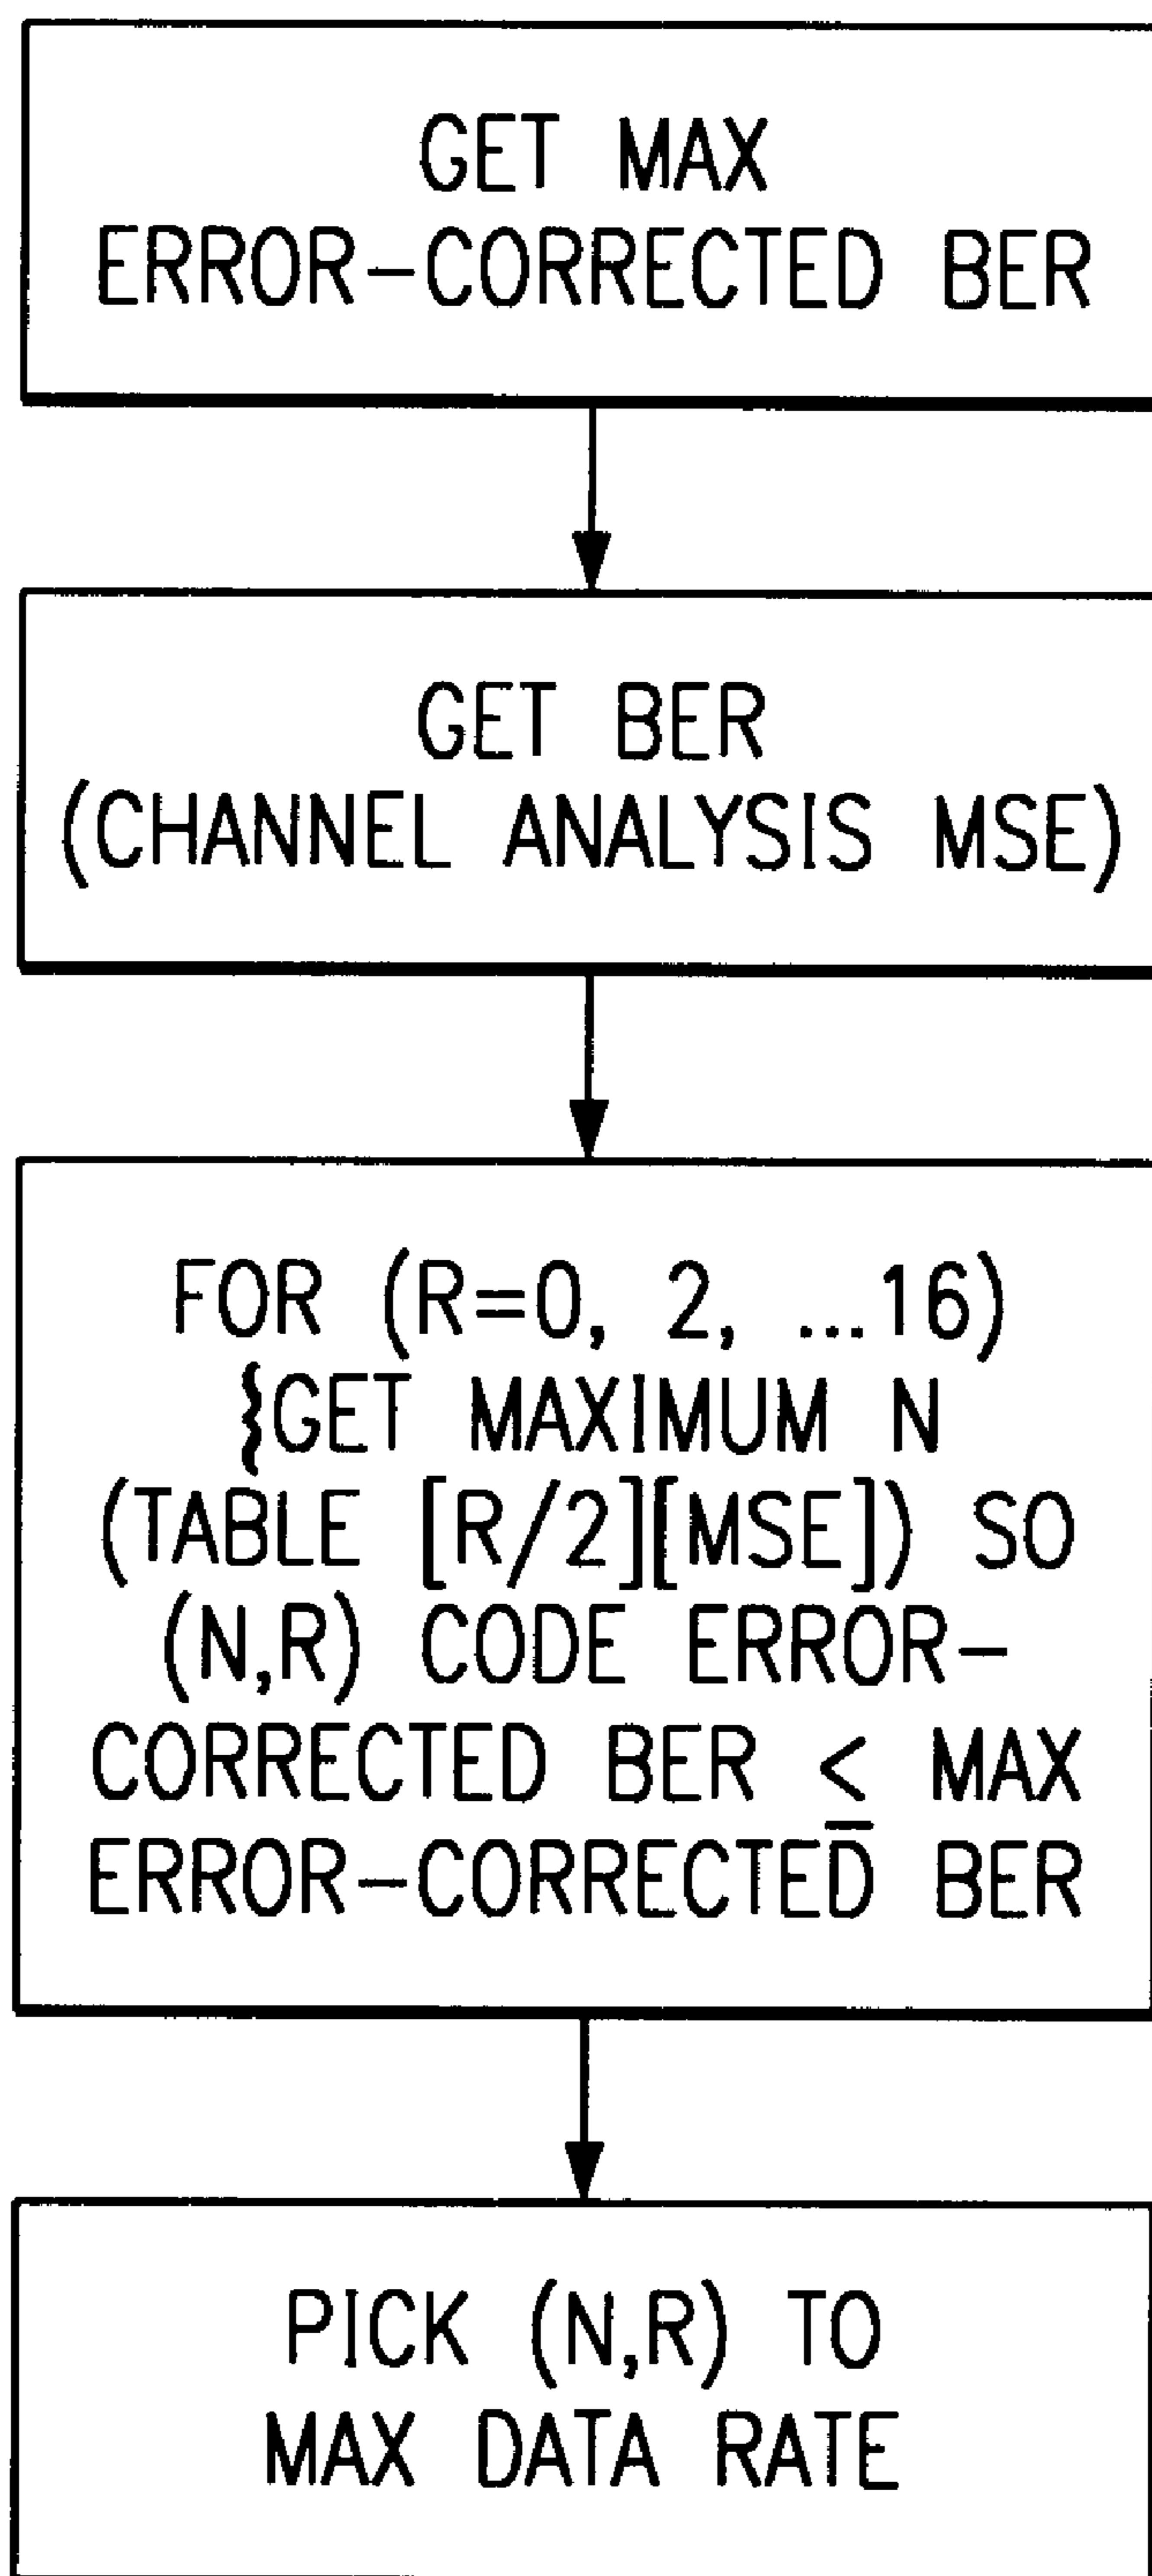 GET MAX
ERROR-CORRECTED BER
GET BER
(CHANNEL ANALYSIS MSE)
FOR (R=0, 2, ...16)
{GET MAXIMUM N
(TABLE [R/2][MSE]) SO
(N,R) CODE ERROR-
CORRECTED BER ≤ MAX
ERROR-CORRECTED BER
PICK (N,R) TO
MAX DATA RATE